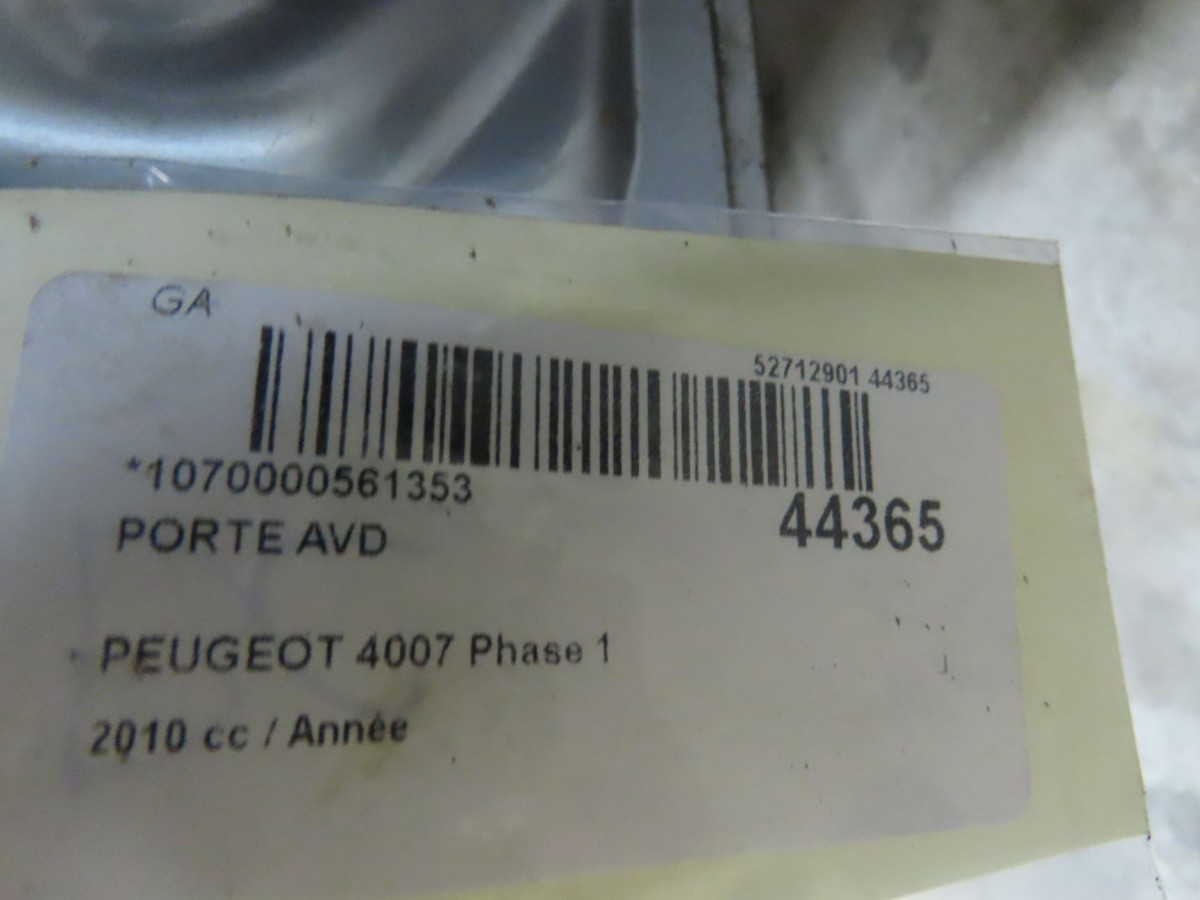 GA
52712901 44365
*1070000561353
44365
PORTE AVD
PEUGEOT 4007 Phase 1
2010 cc / Année